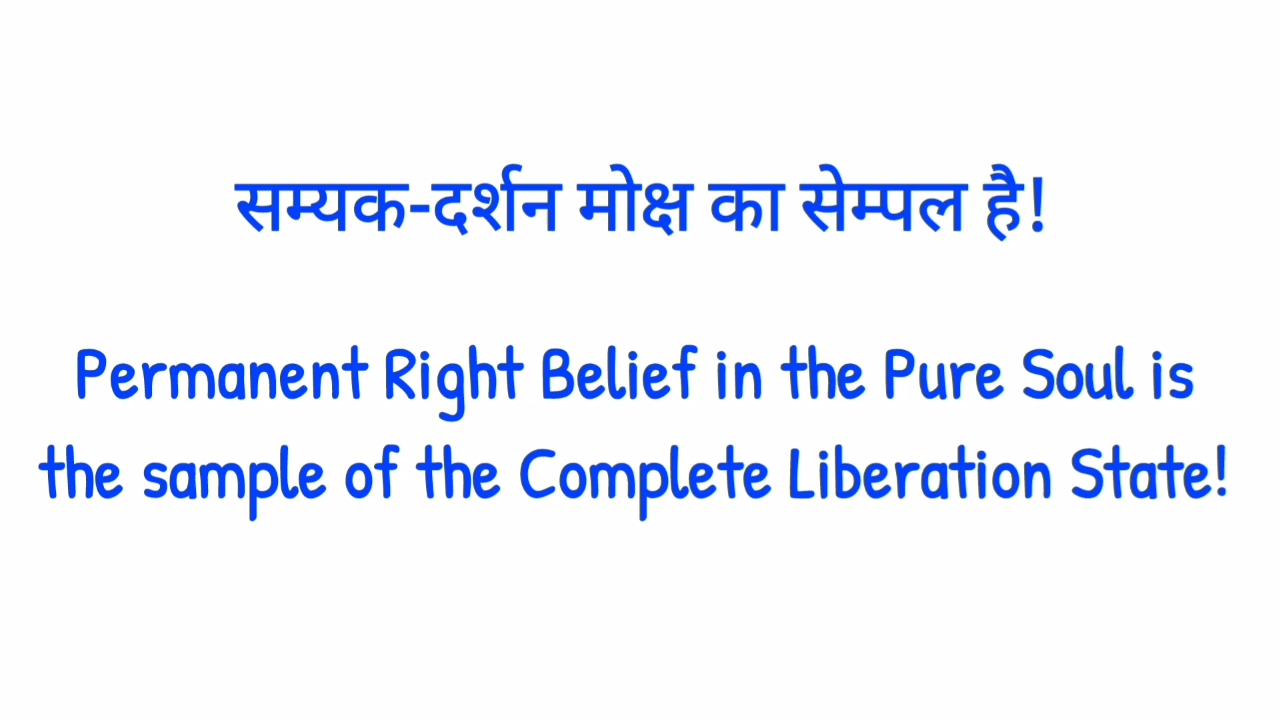 सम्यक-दर्शन मोक्ष का सेम्पल है!
Permanent Right Belief in the Pure Soul is
the sample of the Complete Liberation State!